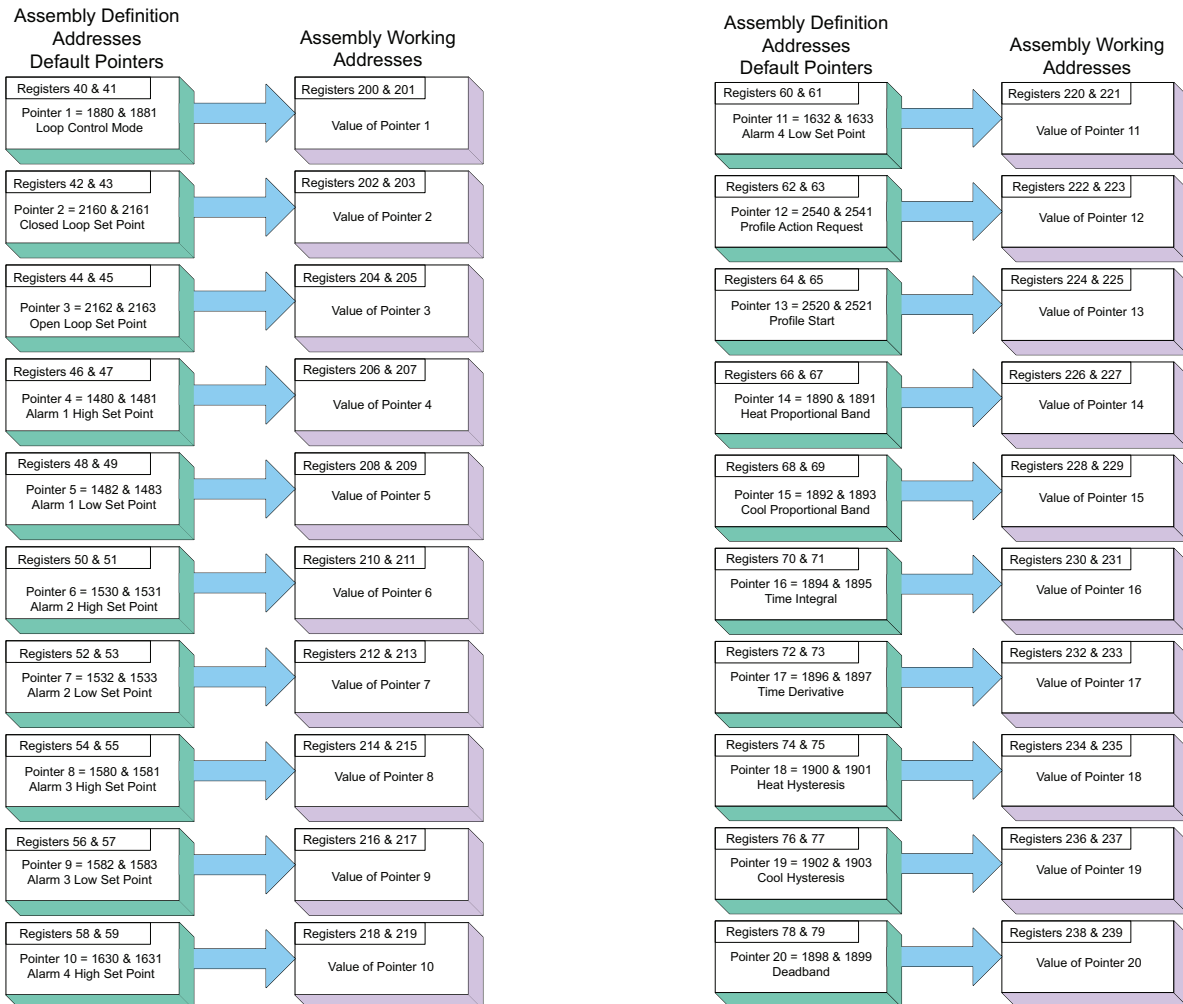 Assembly Definition
Addresses
Default Pointers
Assembly Working
Addresses
Registers 40 & 41
Pointer 1 = 1880 & 1881
Loop Control Mode
Registers 200 & 201
Value of Pointer 1
Registers 42 & 43
Pointer 2 = 2160 & 2161
Closed Loop Set Point
Registers 202 & 203
Value of Pointer 2
Registers 44 & 45
Pointer 3 = 2162 & 2163
Open Loop Set Point
Registers 204 & 205
Value of Pointer 3
Registers 46 & 47
Pointer 4 = 1480 & 1481
Alarm 1 High Set Point
Registers 206 & 207
Value of Pointer 4
Registers 48 & 49
Pointer 5 = 1482 & 1483
Alarm 1 Low Set Point
Registers 208 & 209
Value of Pointer 5
Registers 50 & 51
Pointer 6 = 1530 & 1531
Alarm 2 High Set Point
Registers 210 & 211
Value of Pointer 6
Registers 52 & 53
Pointer 7 = 1532 & 1533
Alarm 2 Low Set Point
Registers 212 & 213
Value of Pointer 7
Registers 54 & 55
Pointer 8 = 1580 & 1581
Alarm 3 High Set Point
Registers 214 & 215
Value of Pointer 8
Registers 56 & 57
Pointer 9 = 1582 & 1583
Alarm 3 Low Set Point
Registers 216 & 217
Value of Pointer 9
Registers 58 & 59
Pointer 10 = 1630 & 1631
Alarm 4 High Set Point
Registers 218 & 219
Value of Pointer 10
Assembly Definition
Addresses
Default Pointers
Assembly Working
Addresses
Registers 60 & 61
Pointer 11 = 1632 & 1633
Alarm 4 Low Set Point
Registers 220 & 221
Value of Pointer 11
Registers 62 & 63
Pointer 12 = 2540 & 2541
Profile Action Request
Registers 222 & 223
Value of Pointer 12
Registers 64 & 65
Pointer 13 = 2520 & 2521
Profile Start
Registers 224 & 225
Value of Pointer 13
Registers 66 & 67
Pointer 14 = 1890 & 1891
Heat Proportional Band
Registers 226 & 227
Value of Pointer 14
Registers 68 & 69
Pointer 15 = 1892 & 1893
Cool Proportional Band
Registers 228 & 229
Value of Pointer 15
Registers 70 & 71
Pointer 16 = 1894 & 1895
Time Integral
Registers 230 & 231
Value of Pointer 16
Registers 72 & 73
Pointer 17 = 1896 & 1897
Time Derivative
Registers 232 & 233
Value of Pointer 17
Registers 74 & 75
Pointer 18 = 1900 & 1901
Heat Hysteresis
Registers 234 & 235
Value of Pointer 18
Registers 76 & 77
Pointer 19 = 1902 & 1903
Cool Hysteresis
Registers 236 & 237
Value of Pointer 19
Registers 78 & 79
Pointer 20 = 1898 & 1899
Deadband
Registers 238 & 239
Value of Pointer 20